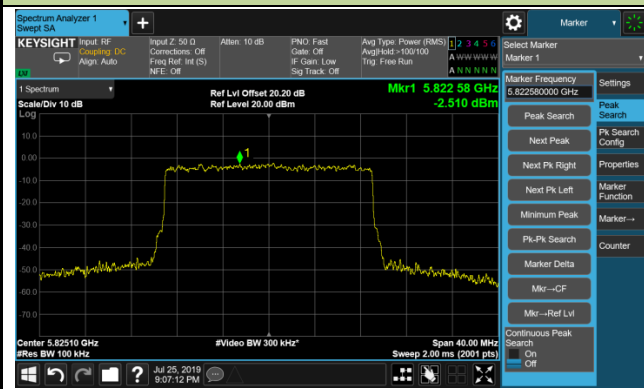 Spectrum Analyzer 1
Swept SA
Marker
KEYSIGHT
Input: RF
Coupling: DC
Align: Auto
Input Z: 50 Ω
Corrections: Off
Freq Ref: Int (S)
NFE: Off
Atten: 10 dB
PNO: Fast
Gate: Off
IF Gain: Low
Sig Track: Off
Avg Type: Power (RMS)
Avg|Hold:>100/100
Trig: Free Run
1 2 3 4 5 6
A W W W W W
A N N N N N
LXI
Select Marker
Marker 1
1 Spectrum
Scale/Div 10 dB
Log
Ref Lvl Offset 20.20 dB
Ref Level 20.00 dBm
Mkr1 5.822 58 GHz
-2.510 dBm
Marker Frequency
5.822580000 GHz
Peak Search
Next Peak
Next Pk Right
Next Pk Left
Minimum Peak
Pk-Pk Search
Marker Delta
Mkr→CF
Mkr→Ref Lvl
Continuous Peak
Search
On
Off
Settings
Peak
Search
Pk Search
Config
Properties
Marker
Function
Marker→
Counter
10.0
0.00
-10.0
-20.0
-30.0
-40.0
-50.0
-60.0
-70.0
1
Center 5.82510 GHz
#Res BW 100 kHz
#Video BW 300 kHz*
Span 40.00 MHz
Sweep 2.00 ms (2001 pts)
Jul 25, 2019
9:07:12 PM